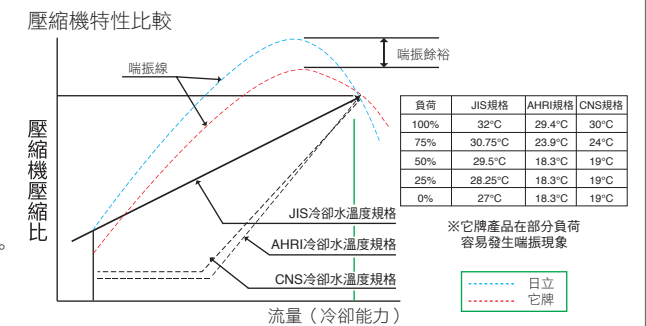 壓縮機特性比較
喘振餘裕
喘振線
壓縮機壓縮比
。
負荷 JIS規格 AHRI規格 CNS規格
100% 32°C 29.4°C 30°C
75% 30.75°C 23.9°C 24°C
50% 29.5°C 18.3°C 19°C
25% 28.25°C 18.3°C 19°C
0% 27°C 18.3°C 19°C
JIS冷卻水溫度規格
AHRI冷卻水溫度規格
CNS冷卻水溫度規格
※它牌產品在部分負荷
容易發生喘振現象
日立
它牌
流量（冷卻能力）